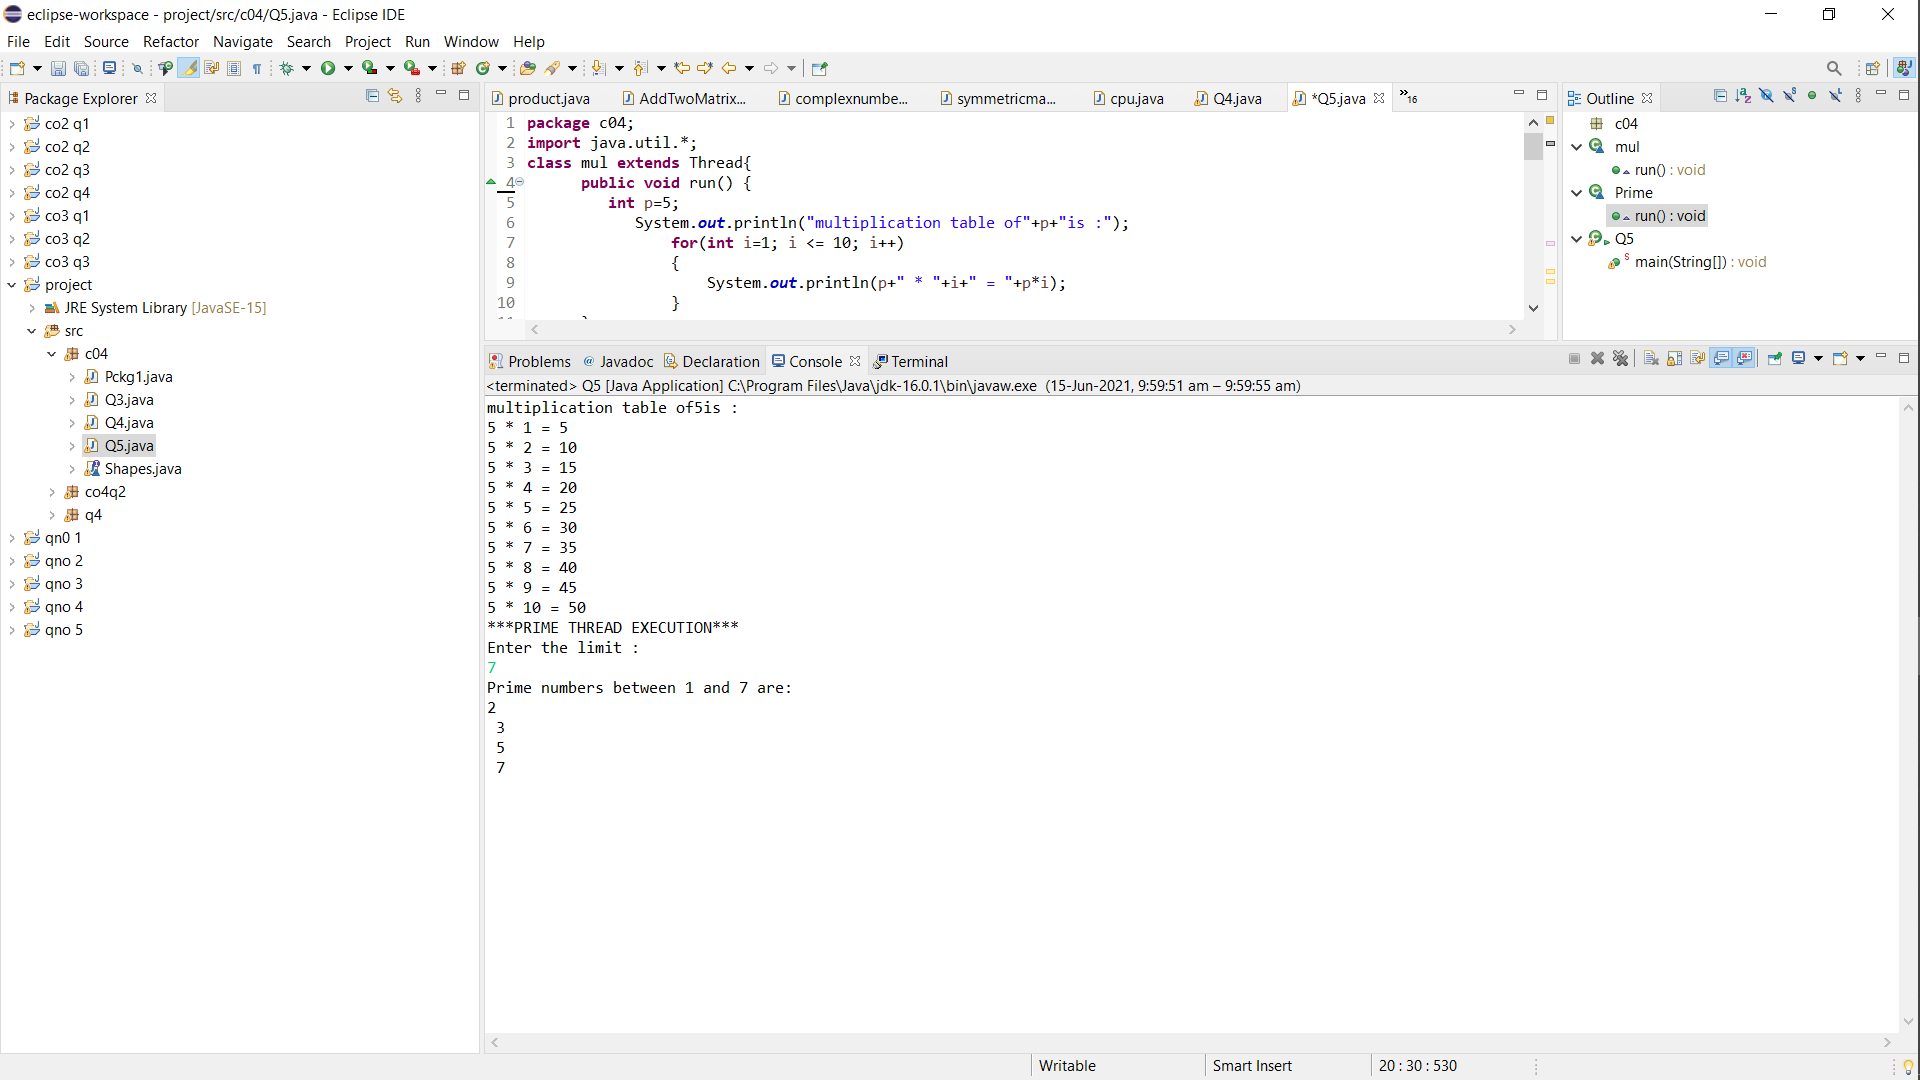 eclipse-workspace - project/src/c04/Q5.java - Eclipse IDE
File Edit Source Refactor Navigate Search Project Run Window Help
Package Explorer
co2 q1
co2 q2
co2 q3
co2 q4
co3 q1
co3 q2
co3 q3
project
JRE System Library [JavaSE-15]
src
c04
Pckg1.java
Q3.java
Q4.java
Q5.java
Shapes.java
co4q2
q4
qn0 1
qno 2
qno 3
qno 4
qno 5
product.java AddTwoMatrix... complexnumbe... symmetricma... cpu.java Q4.java *Q5.java »16
1 package c04;
2 import java.util.*;
3 class mul extends Thread{
4 public void run() {
5 int p=5;
6 System.out.println("multiplication table of"+p+"is :");
7 for(int i=1; i <= 10; i++)
8 {
9 System.out.println(p+" * "+i+" = "+p*i);
10 }
Outline
c04
mul
run() : void
Prime
run() : void
Q5
main(String[]) : void
Problems @ Javadoc Declaration Console Terminal
<terminated> Q5 [Java Application] C:\Program Files\Java\jdk-16.0.1\bin\javaw.exe (15-Jun-2021, 9:59:51 am – 9:59:55 am)
multiplication table of5is :
5 * 1 = 5
5 * 2 = 10
5 * 3 = 15
5 * 4 = 20
5 * 5 = 25
5 * 6 = 30
5 * 7 = 35
5 * 8 = 40
5 * 9 = 45
5 * 10 = 50
***PRIME THREAD EXECUTION***
Enter the limit :
7
Prime numbers between 1 and 7 are:
2
3
5
7
Writable Smart Insert 20 : 30 : 530